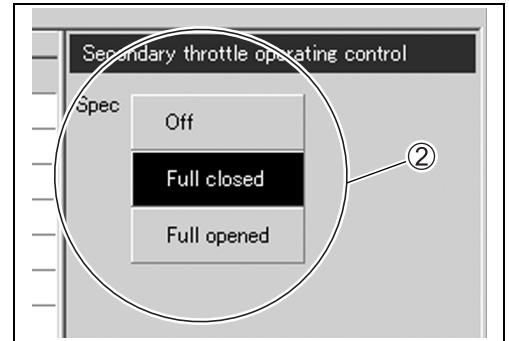 Secondary throttle operating control
Spec
Off
Full closed
Full opened
②